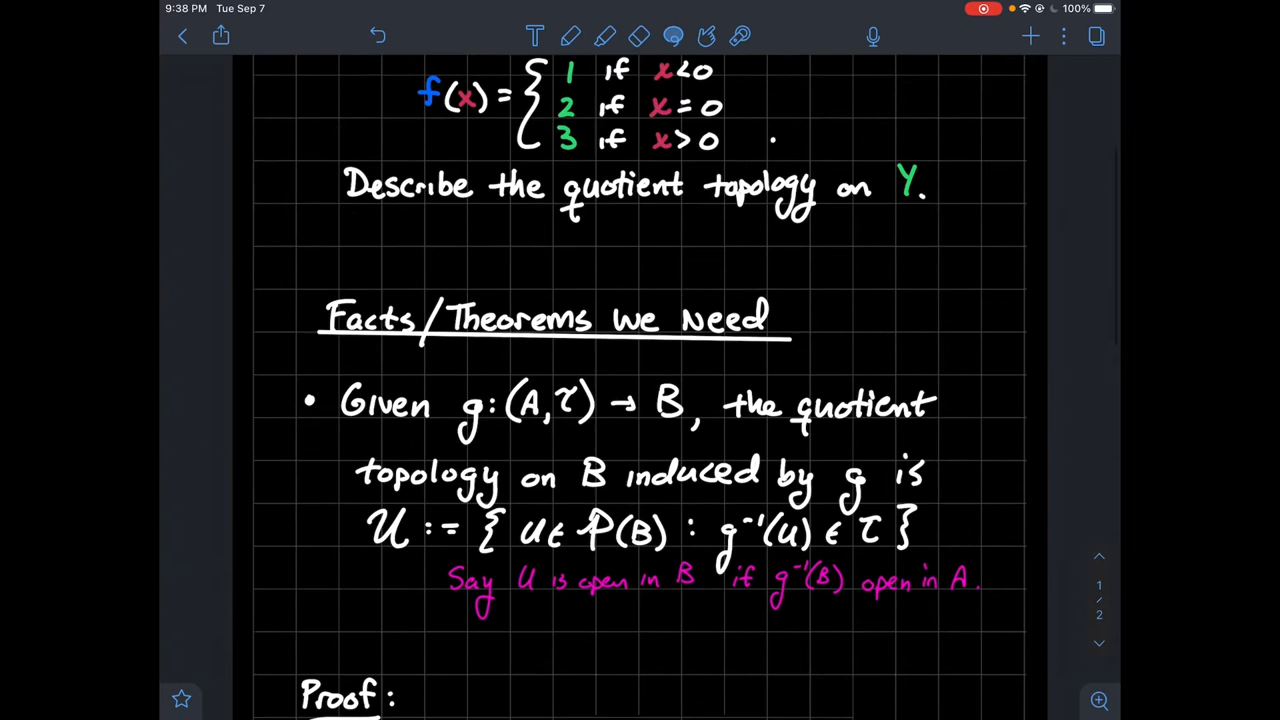 9:38 PM Tue Sep 7
100%
f(x) = { 1 if x<0
2 if x=0
3 if x>0 .
Describe the quotient topology on Y.
Facts/Theorems we Need
• Given g:(A,τ) → B, the quotient
topology on B induced by g is
U := { U∈ P(B) : g⁻¹(U) ∈ τ }
Say U is open in B if g⁻¹(B) open in A.
Proof:
T
1
/
2